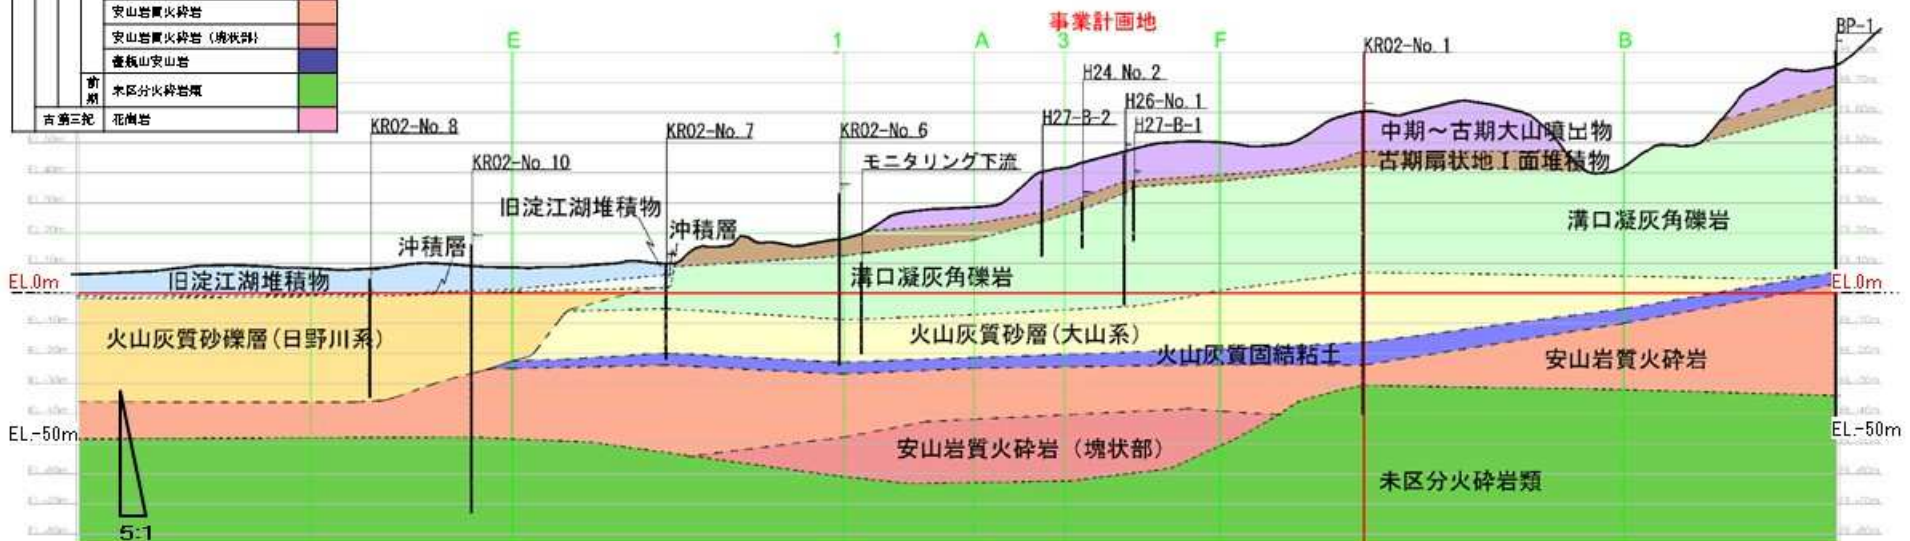 安山岩質火砕岩
安山岩質火砕岩（塊状部）
前期
未区分火砕岩類
古第三紀
花崗岩
事業計画地
E
1
A
3
F
B
BP-1
KR02-No.1
H24.No.2
H26-No.1
H27-B-2
H27-B-1
KR02-No.8
KR02-No.7
KR02-No.6
KR02-No.10
モニタリング下流
中期～古期大山噴出物
古期扇状地Ⅰ面堆積物
旧淀江湖堆積物
沖積層
沖積層
溝口凝灰角礫岩
旧淀江湖堆積物
溝口凝灰角礫岩
EL.0m
EL.0m
火山灰質砂礫層(日野川系)
火山灰質砂層(大山系)
火山灰質固結粘土
安山岩質火砕岩
EL.-50m
EL.-50m
安山岩質火砕岩（塊状部）
未区分火砕岩類
5:1